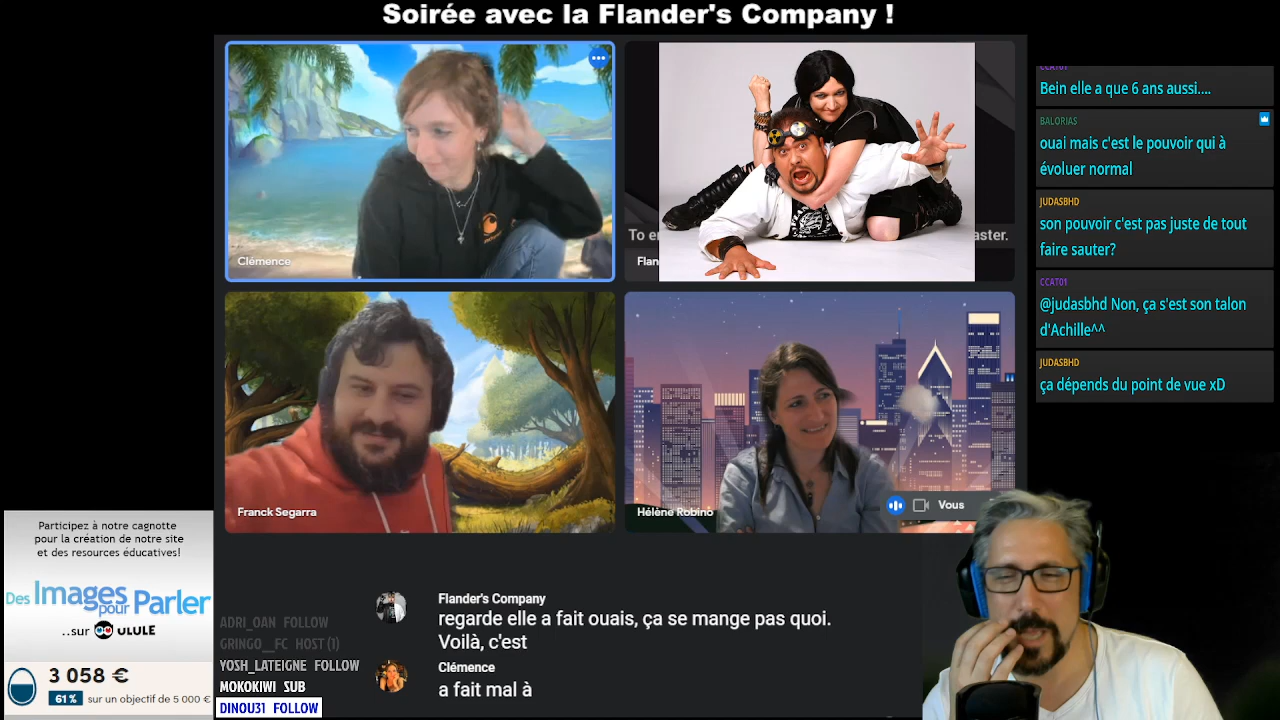 Soirée avec la Flander's Company !
Clémence
To e
aster.
Flan
Franck Segarra
Hélène Robino
Vous
CCAT01
Bein elle a que 6 ans aussi....
BALORIAS
ouai mais c'est le pouvoir qui à
évoluer normal
JUDASBHD
son pouvoir c'est pas juste de tout
faire sauter?
CCAT01
@judasbhd Non, ça s'est son talon
d'Achille^^
JUDASBHD
ça dépends du point de vue xD
Participez à notre cagnotte
pour la création de notre site
et des resources éducatives!
Des Images
pour Parler
..sur ULULE
3 058 €
61 % sur un objectif de 5 000 €
ADRI_OAN FOLLOW
GRINGO__FC HOST (1)
YOSH_LATEIGNE FOLLOW
MOKOKIWI SUB
DINOU31 FOLLOW
Flander's Company
regarde elle a fait ouais, ça se mange pas quoi.
Voilà, c'est
Clémence
a fait mal à